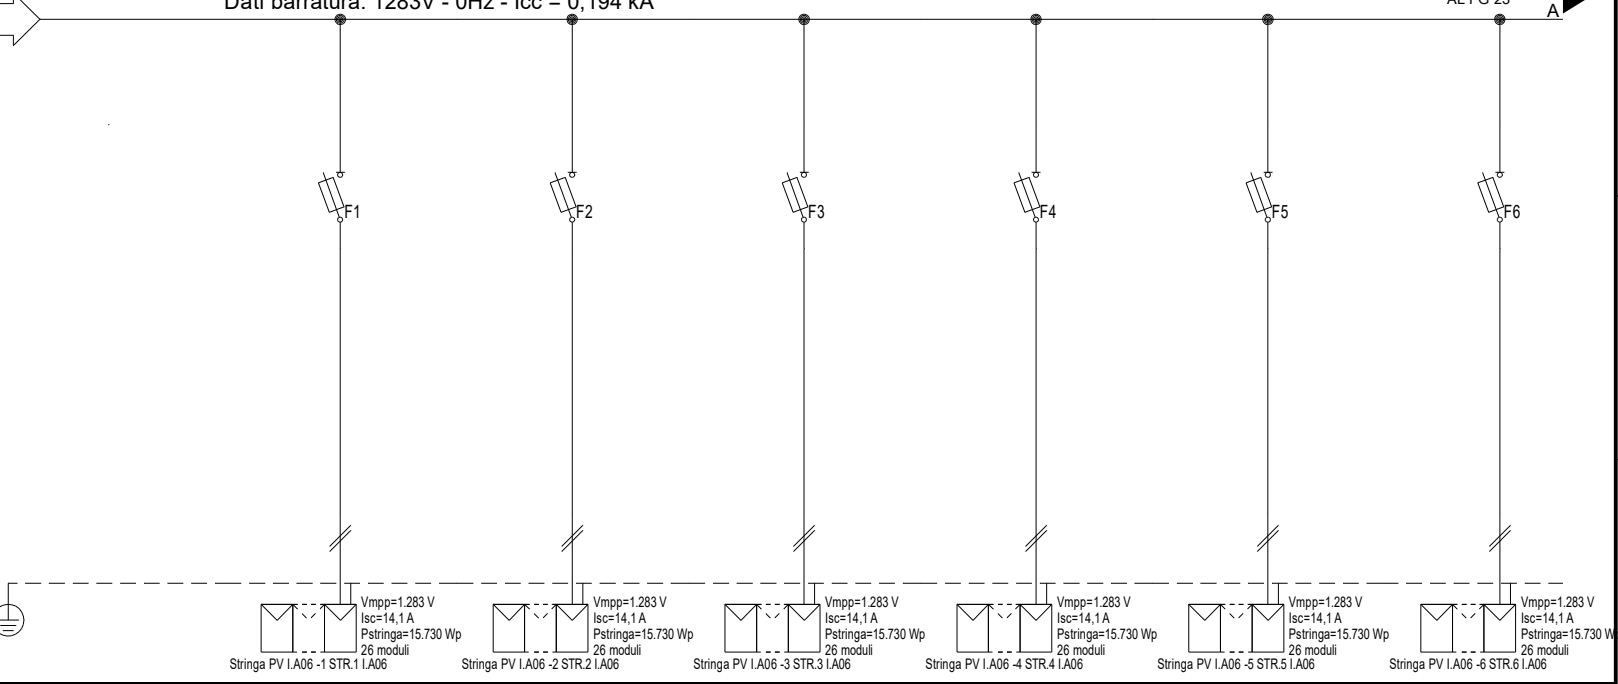 Dati barratura: 1283V - 0Hz - Icc = 0,194 kA
A
F1
F2
F3
F4
F5
F6
Vmpp=1.283 V
Isc=14,1 A
Pstringa=15.730 Wp
26 moduli
Stringa PV I.A06 -1 STR.1 I.A06
Vmpp=1.283 V
Isc=14,1 A
Pstringa=15.730 Wp
26 moduli
Stringa PV I.A06 -2 STR.2 I.A06
Vmpp=1.283 V
Isc=14,1 A
Pstringa=15.730 Wp
26 moduli
Stringa PV I.A06 -3 STR.3 I.A06
Vmpp=1.283 V
Isc=14,1 A
Pstringa=15.730 Wp
26 moduli
Stringa PV I.A06 -4 STR.4 I.A06
Vmpp=1.283 V
Isc=14,1 A
Pstringa=15.730 Wp
26 moduli
Stringa PV I.A06 -5 STR.5 I.A06
Vmpp=1.283 V
Isc=14,1 A
Pstringa=15.730 W
26 moduli
Stringa PV I.A06 -6 STR.6 I.A06